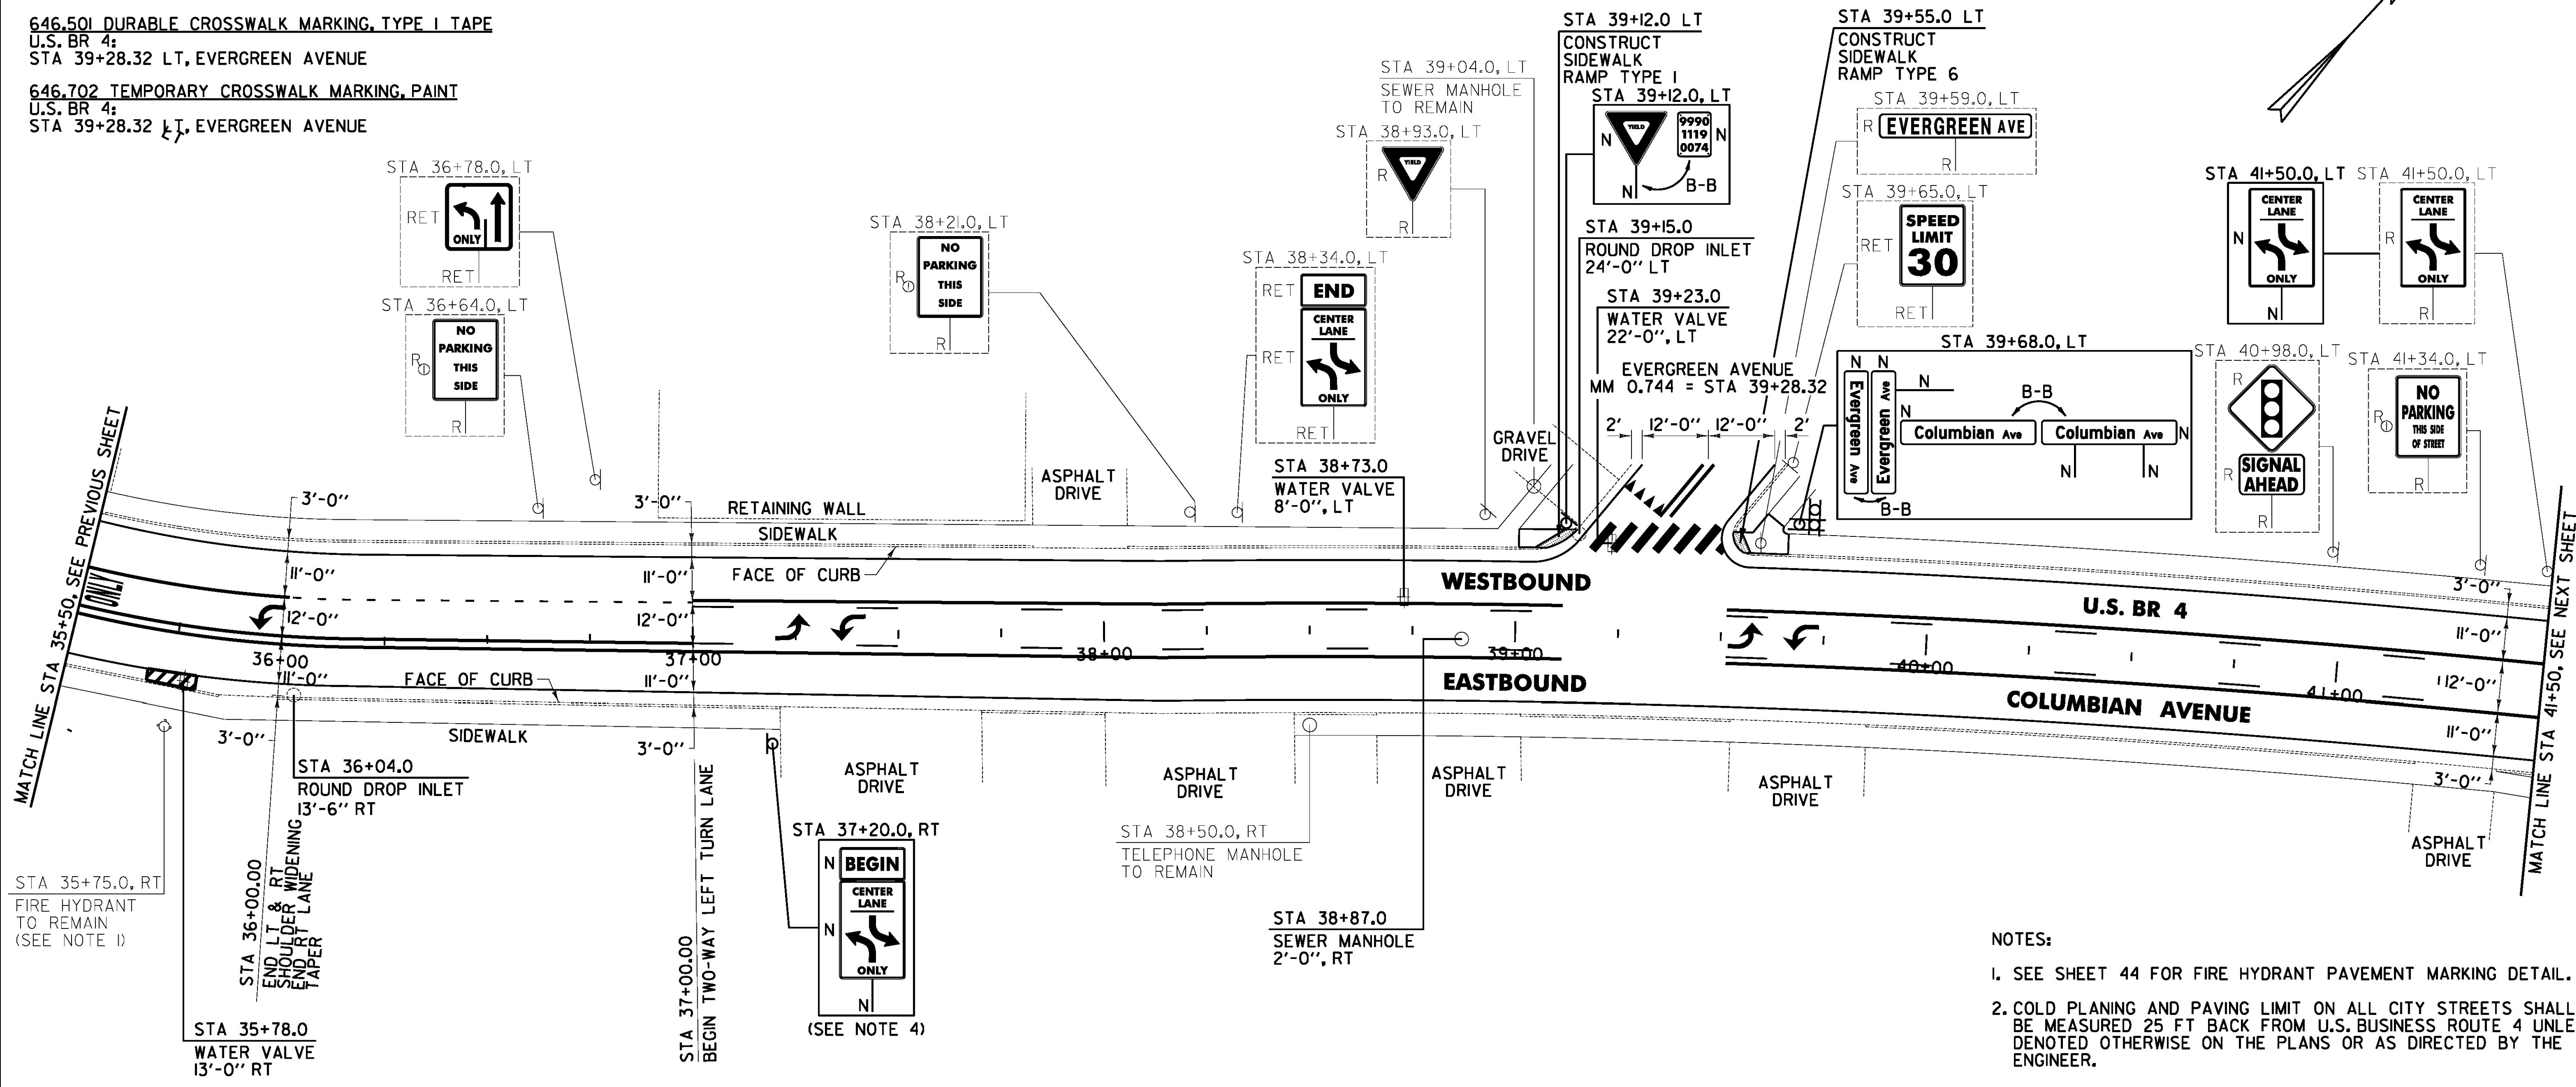 646.501 DURABLE CROSSWALK MARKING, TYPE I TAPE
U.S. BR 4:
STA 39+28.32 LT, EVERGREEN AVENUE
646.702 TEMPORARY CROSSWALK MARKING, PAINT
U.S. BR 4:
STA 39+28.32 LT, EVERGREEN AVENUE
STA 36+78.0, LT
RET
ONLY
RET
STA 36+64.0, LT
R
NO
PARKING
THIS
SIDE
R
STA 38+21.0, LT
R
NO
PARKING
THIS
SIDE
R
STA 38+34.0, LT
RET
END
RET
CENTER
LANE
ONLY
RET
STA 39+04.0, LT
SEWER MANHOLE
TO REMAIN
STA 38+93.0, LT
R
YIELD
R
STA 39+12.0 LT
CONSTRUCT
SIDEWALK
RAMP TYPE I
STA 39+12.0, LT
N
YIELD
9990
1119
0074
N
N
B-B
STA 39+15.0
ROUND DROP INLET
24'-0" LT
STA 39+23.0
WATER VALVE
22'-0", LT
EVERGREEN AVENUE
MM 0.744 = STA 39+28.32
2'
12'-0"
12'-0"
2'
STA 39+55.0 LT
CONSTRUCT
SIDEWALK
RAMP TYPE 6
STA 39+59.0, LT
R
EVERGREEN AVE
R
STA 39+65.0, LT
RET
SPEED
LIMIT
30
RET
STA 39+68.0, LT
N N
Evergreen Ave
Evergreen Ave
N
N
B-B
Columbian Ave
Columbian Ave
N
N
N
B-B
STA 41+50.0, LT
N
CENTER
LANE
ONLY
N
STA 41+50.0, LT
R
CENTER
LANE
ONLY
R
STA 40+98.0, LT
R
R
SIGNAL
AHEAD
R
STA 41+34.0, LT
R
NO
PARKING
THIS SIDE
OF STREET
R
MATCH LINE STA 35+50, SEE PREVIOUS SHEET
ONLY
3'-0"
11'-0"
12'-0"
36+00
11'-0"
3'-0"
3'-0"
11'-0"
12'-0"
37+00
11'-0"
3'-0"
RETAINING WALL
SIDEWALK
FACE OF CURB
ASPHALT
DRIVE
STA 38+73.0
WATER VALVE
8'-0", LT
GRAVEL
DRIVE
WESTBOUND
38+00
39+00
EASTBOUND
U.S. BR 4
40+00
41+00
COLUMBIAN AVENUE
3'-0"
11'-0"
12'-0"
11'-0"
3'-0"
MATCH LINE STA 41+50, SEE NEXT SHEET
FACE OF CURB
SIDEWALK
STA 36+04.0
ROUND DROP INLET
13'-6" RT
STA 35+75.0, RT
FIRE HYDRANT
TO REMAIN
(SEE NOTE 1)
STA 36+00.00
END LT & RT
SHOULDER WIDENING
END RT LANE
TAPER
STA 35+78.0
WATER VALVE
13'-0" RT
STA 37+00.00
BEGIN TWO-WAY LEFT TURN LANE
STA 37+20.0, RT
N
BEGIN
N
CENTER
LANE
ONLY
N
(SEE NOTE 4)
ASPHALT
DRIVE
ASPHALT
DRIVE
ASPHALT
DRIVE
ASPHALT
DRIVE
ASPHALT
DRIVE
STA 38+50.0, RT
TELEPHONE MANHOLE
TO REMAIN
STA 38+87.0
SEWER MANHOLE
2'-0", RT
NOTES:
1. SEE SHEET 44 FOR FIRE HYDRANT PAVEMENT MARKING DETAIL.
2. COLD PLANING AND PAVING LIMIT ON ALL CITY STREETS SHALL
BE MEASURED 25 FT BACK FROM U.S. BUSINESS ROUTE 4 UNLE
DENOTED OTHERWISE ON THE PLANS OR AS DIRECTED BY THE
ENGINEER.